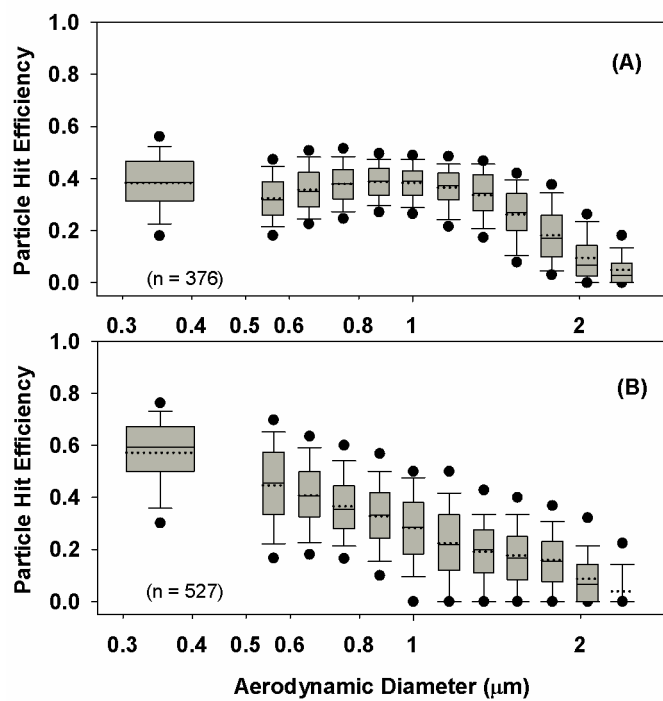 1.0
(A)
0.8
0.6
0.4
0.2
(n = 376)
0.0
0.3 0.4 0.5 0.6 0.8 1 2
Particle Hit Efficiency
1.0
(B)
0.8
0.6
0.4
0.2
(n = 527)
0.0
0.3 0.4 0.5 0.6 0.8 1 2
Particle Hit Efficiency
Aerodynamic Diameter (μm)